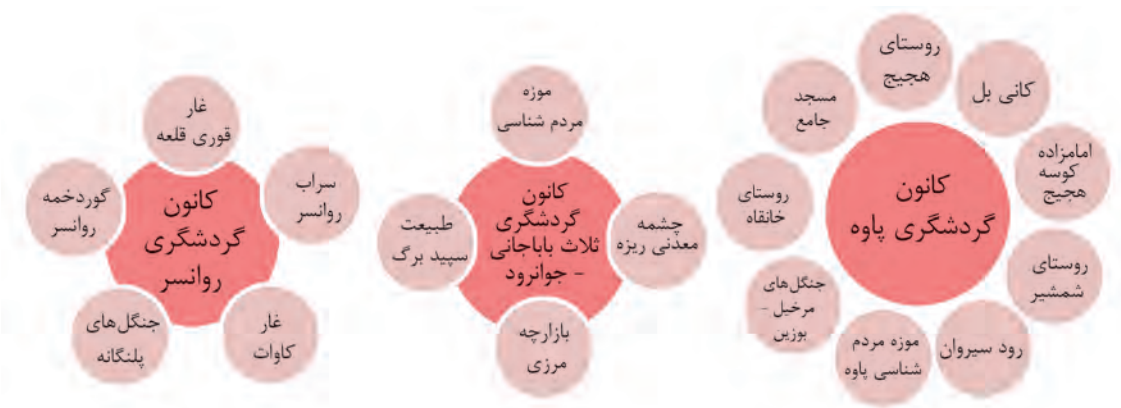 کانون
گردشگری پاوه
روستای
هجیج
کانی بل
امامزاده
کوسه
هجیج
روستای
شمشیر
رود سیروان
موزه مردم
شناسی پاوه
جنگل‌های
مرخیل –
بوزین
روستای
خانقاه
مسجد
جامع
کانون
گردشگری
ثلاث باباجانی
– جوانرود
موزه
مردم شناسی
چشمه
معدنی ریزه
بازارچه
مرزی
طبیعت
سپید برگ
کانون
گردشگری
روانسر
غار
قوری قلعه
سراب
روانسر
غار
کاوات
جنگل‌های
پلنگانه
گوردخمه
روانسر